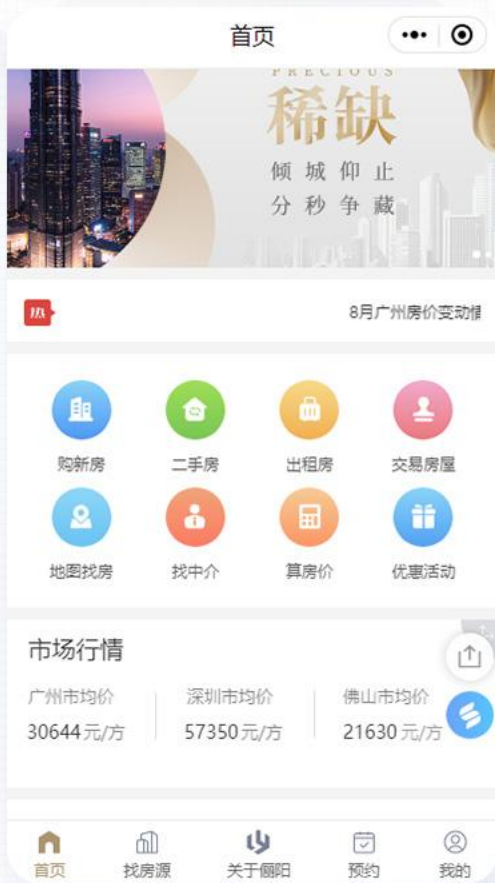 首页
PRECIOUS
稀缺
倾城仰止
分秒争藏
8月广州房价变动情
购新房 二手房 出租房 交易房屋
地图找房 找中介 算房价 优惠活动
市场行情
广州市均价 深圳市均价 佛山市均价
30644元/方 57350元/方 21630元/方
首页 找房源 关于俪阳 预约 我的